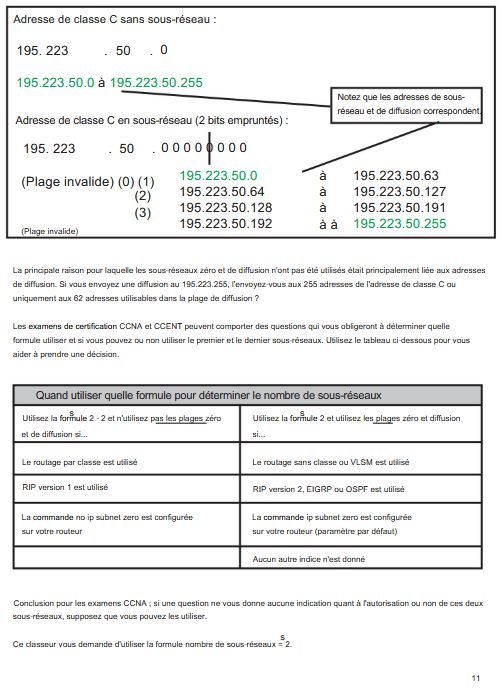 Adresse de classe C sans sous-réseau :
195. 223 . 50 . 0
195.223.50.0 à 195.223.50.255
Notez que les adresses de sous-
réseau et de diffusion correspondent.
Adresse de classe C en sous-réseau (2 bits empruntés) :
195. 223 . 50 . 0 0 0 0 0 0 0 0
(Plage invalide) (0) (1) 195.223.50.0 à 195.223.50.63
(2) 195.223.50.64 à 195.223.50.127
(3) 195.223.50.128 à 195.223.50.191
(Plage invalide) 195.223.50.192 à à 195.223.50.255
La principale raison pour laquelle les sous-réseaux zéro et de diffusion n'ont pas été utilisés était principalement liée aux adresses
de diffusion. Si vous envoyez une diffusion au 195.223.255, l'envoyez-vous aux 255 adresses de l'adresse de classe C ou
uniquement aux 62 adresses utilisables dans la plage de diffusion ?
Les examens de certification CCNA et CCENT peuvent comporter des questions qui vous obligeront à déterminer quelle
formule utiliser et si vous pouvez ou non utiliser le premier et le dernier sous-réseaux. Utilisez le tableau ci-dessous pour vous
aider à prendre une décision.
Quand utiliser quelle formule pour déterminer le nombre de sous-réseaux
s
Utilisez la formule 2 - 2 et n'utilisez pas les plages zéro
et de diffusion si...
s
Utilisez la formule 2 et utilisez les plages zéro et diffusion
si...
Le routage par classe est utilisé
Le routage sans classe ou VLSM est utilisé
RIP version 1 est utilisé
RIP version 2, EIGRP ou OSPF est utilisé
La commande no ip subnet zero est configurée
sur votre routeur
La commande ip subnet zero est configurée
sur votre routeur (paramètre par défaut)
Aucun autre indice n'est donné
Conclusion pour les examens CCNA ; si une question ne vous donne aucune indication quant à l'autorisation ou non de ces deux
sous-réseaux, supposez que vous pouvez les utiliser.
s
Ce classeur vous demande d'utiliser la formule nombre de sous-réseaux = 2.
11